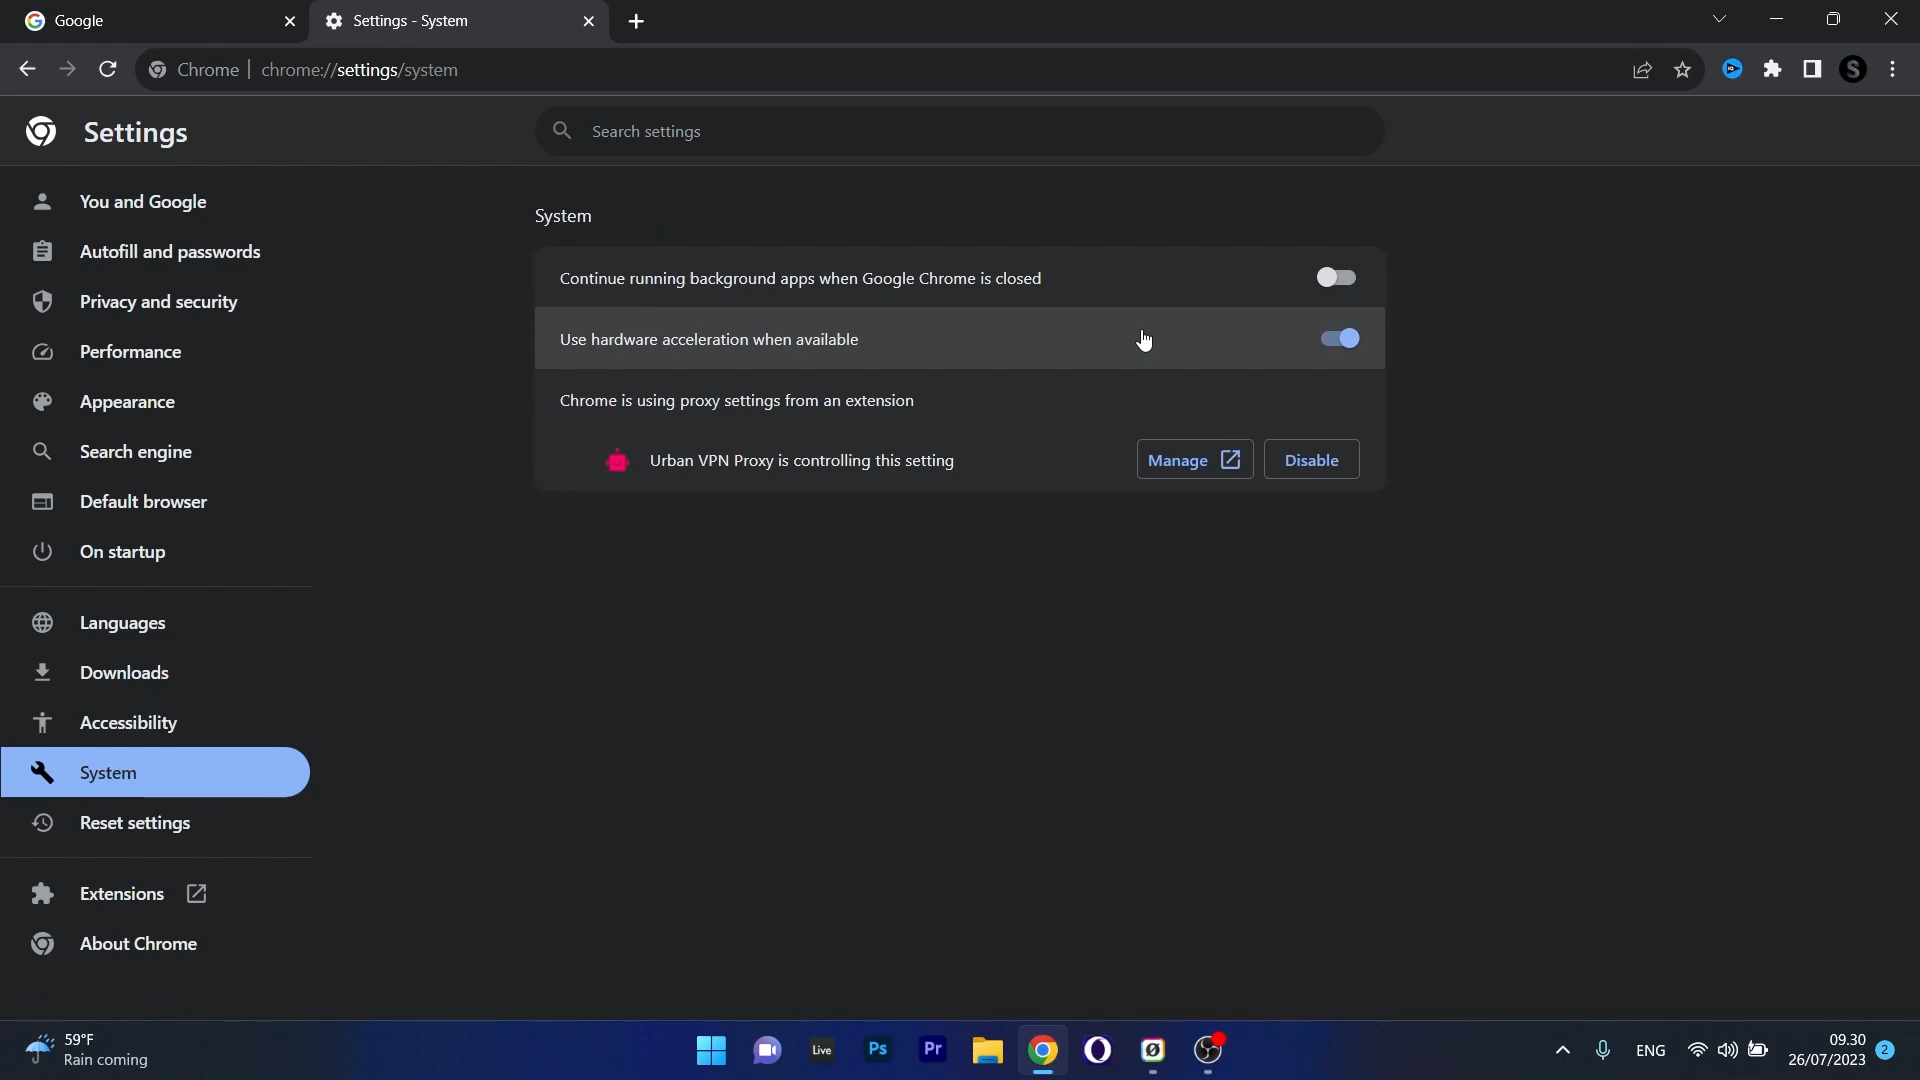 Google
Settings - System
Chrome
chrome://settings/system
S
Settings
Search settings
You and Google
Autofill and passwords
Privacy and security
Performance
Appearance
Search engine
Default browser
On startup
Languages
Downloads
Accessibility
System
Reset settings
Extensions
About Chrome
System
Continue running background apps when Google Chrome is closed
Use hardware acceleration when available
Chrome is using proxy settings from an extension
Urban VPN Proxy is controlling this setting
Manage
Disable
59°F
Rain coming
Live
Ps
Pr
ENG
09.30
26/07/2023
2